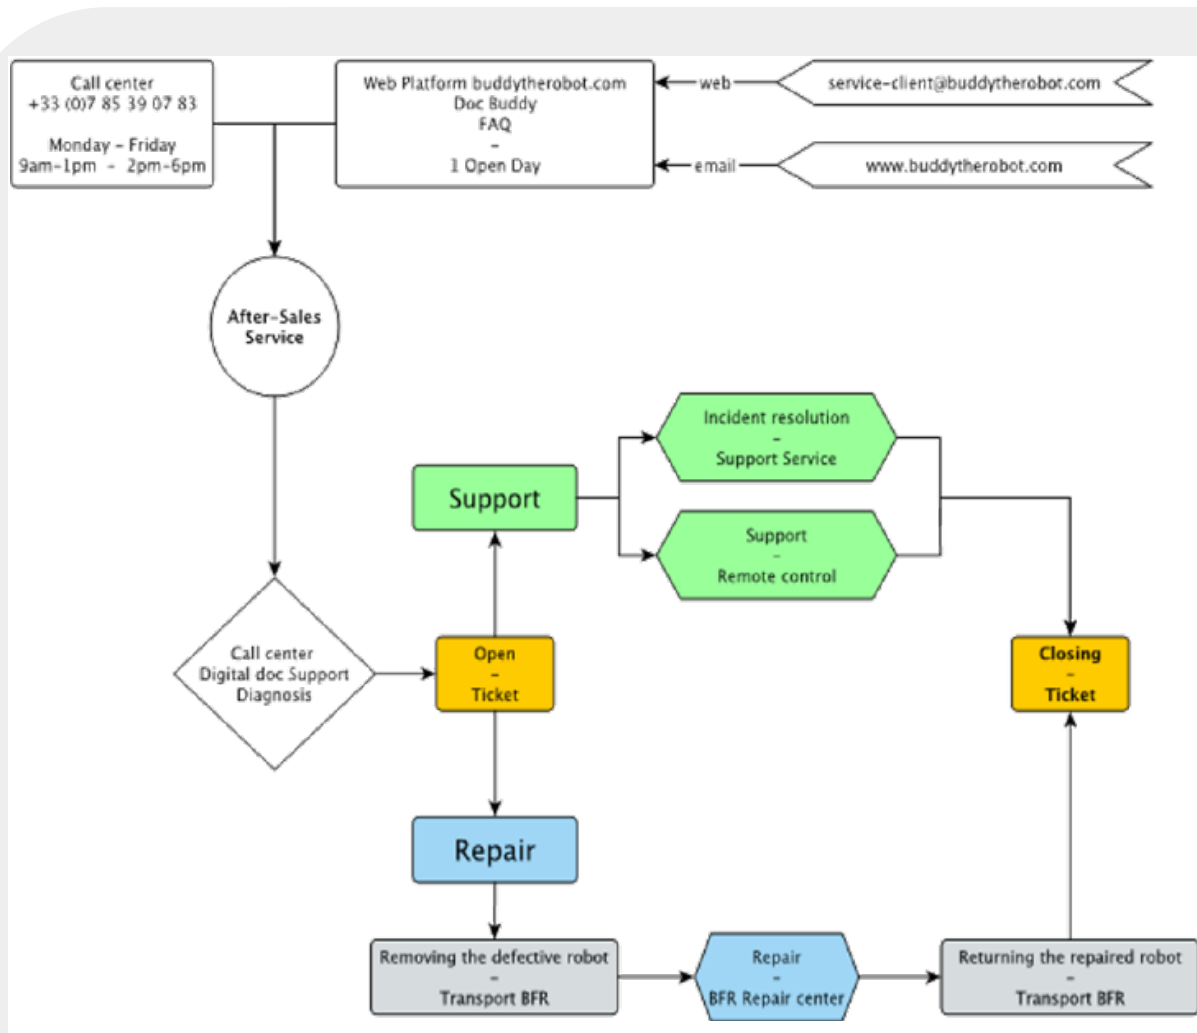 Call center
+33 (0)7 85 39 07 83
Monday - Friday
9am-1pm - 2pm-6pm
Web Platform buddytherobot.com
Doc Buddy
FAQ
-
1 Open Day
web
service-client@buddytherobot.com
email
www.buddytherobot.com
After-Sales
Service
Incident resolution
-
Support Service
Support
Support
-
Remote control
Call center
Digital doc Support
Diagnosis
Open
-
Ticket
Closing
-
Ticket
Repair
Removing the defective robot
-
Transport BFR
Repair
-
BFR Repair center
Returning the repaired robot
-
Transport BFR